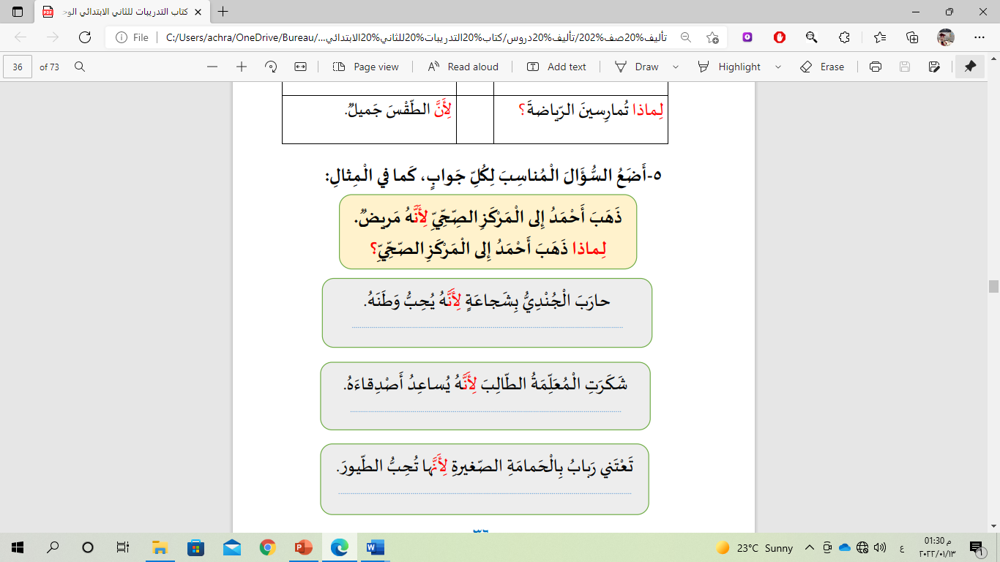 كتاب التدريبات للثاني الابتدائي الو
File
C:/Users/achra/OneDrive/Bureau/تأليف%20صف%202/تأليف%20دروس/كتاب%20التدريبات%20للثاني%20الابتدائي...
36 of 73
Page view
Read aloud
Add text
Draw
Highlight
Erase
لِماذا تُمارِسينَ الرّياضةَ؟
لِأَنَّ الطّقْسَ جَميلٌ.
٥-أَضَعُ السُّؤَالَ الْمُناسِبَ لِكُلِّ جَوابٍ، كَما في الْمِثالِ:
ذَهَبَ أَحْمَدُ إِلى الْمَرْكَزِ الصِّحِّيِّ لِأَنَّهُ مَريضٌ.
لِماذا ذَهَبَ أَحْمَدُ إِلى الْمَرْكَزِ الصِّحِّيِّ؟
حارَبَ الْجُنْدِيُّ بِشَجاعَةٍ لِأَنَّهُ يُحِبُّ وَطَنَهُ.
شَكَرَتِ الْمُعَلِّمَةُ الطّالِبَ لِأَنَّهُ يُساعِدُ أَصْدِقاءَهُ.
تَعْتَني رَبابُ بِالْحَمامَةِ الصّغيرةِ لِأَنَّها تُحِبُّ الطّيورَ.
23°C Sunny
ع
01:30 م
٢٠٢٢/٠١/١٣
1